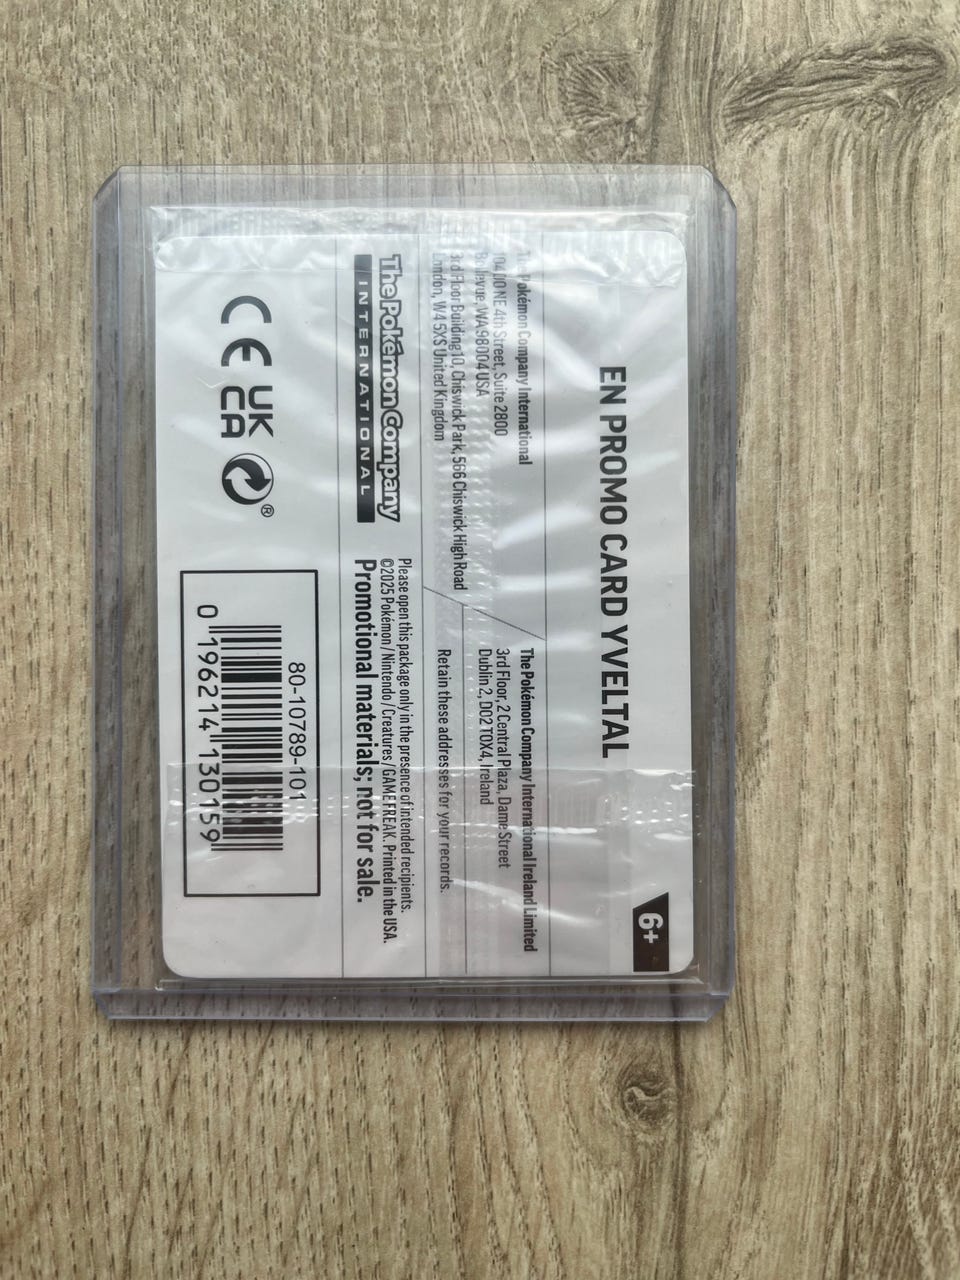 EN PROMO CARD YVELTAL
6+
The Pokémon Company International
10400 NE 4th Street, Suite 2800
Bellevue, WA 98004 USA
3rd Floor Building 10, Chiswick Park, 566 Chiswick High Road
London, W4 5XS United Kingdom
The Pokémon Company International Ireland Limited
3rd Floor, 2 Central Plaza, Dame Street
Dublin 2, D02 T0X4, Ireland
Retain these addresses for your records.
The Pokémon Company
INTERNATIONAL
Please open this package only in the presence of intended recipients.
©2025 Pokémon / Nintendo / Creatures / GAME FREAK. Printed in the USA.
Promotional materials; not for sale.
CE
UK
CA
®
80-10789-101
0 196214 130159